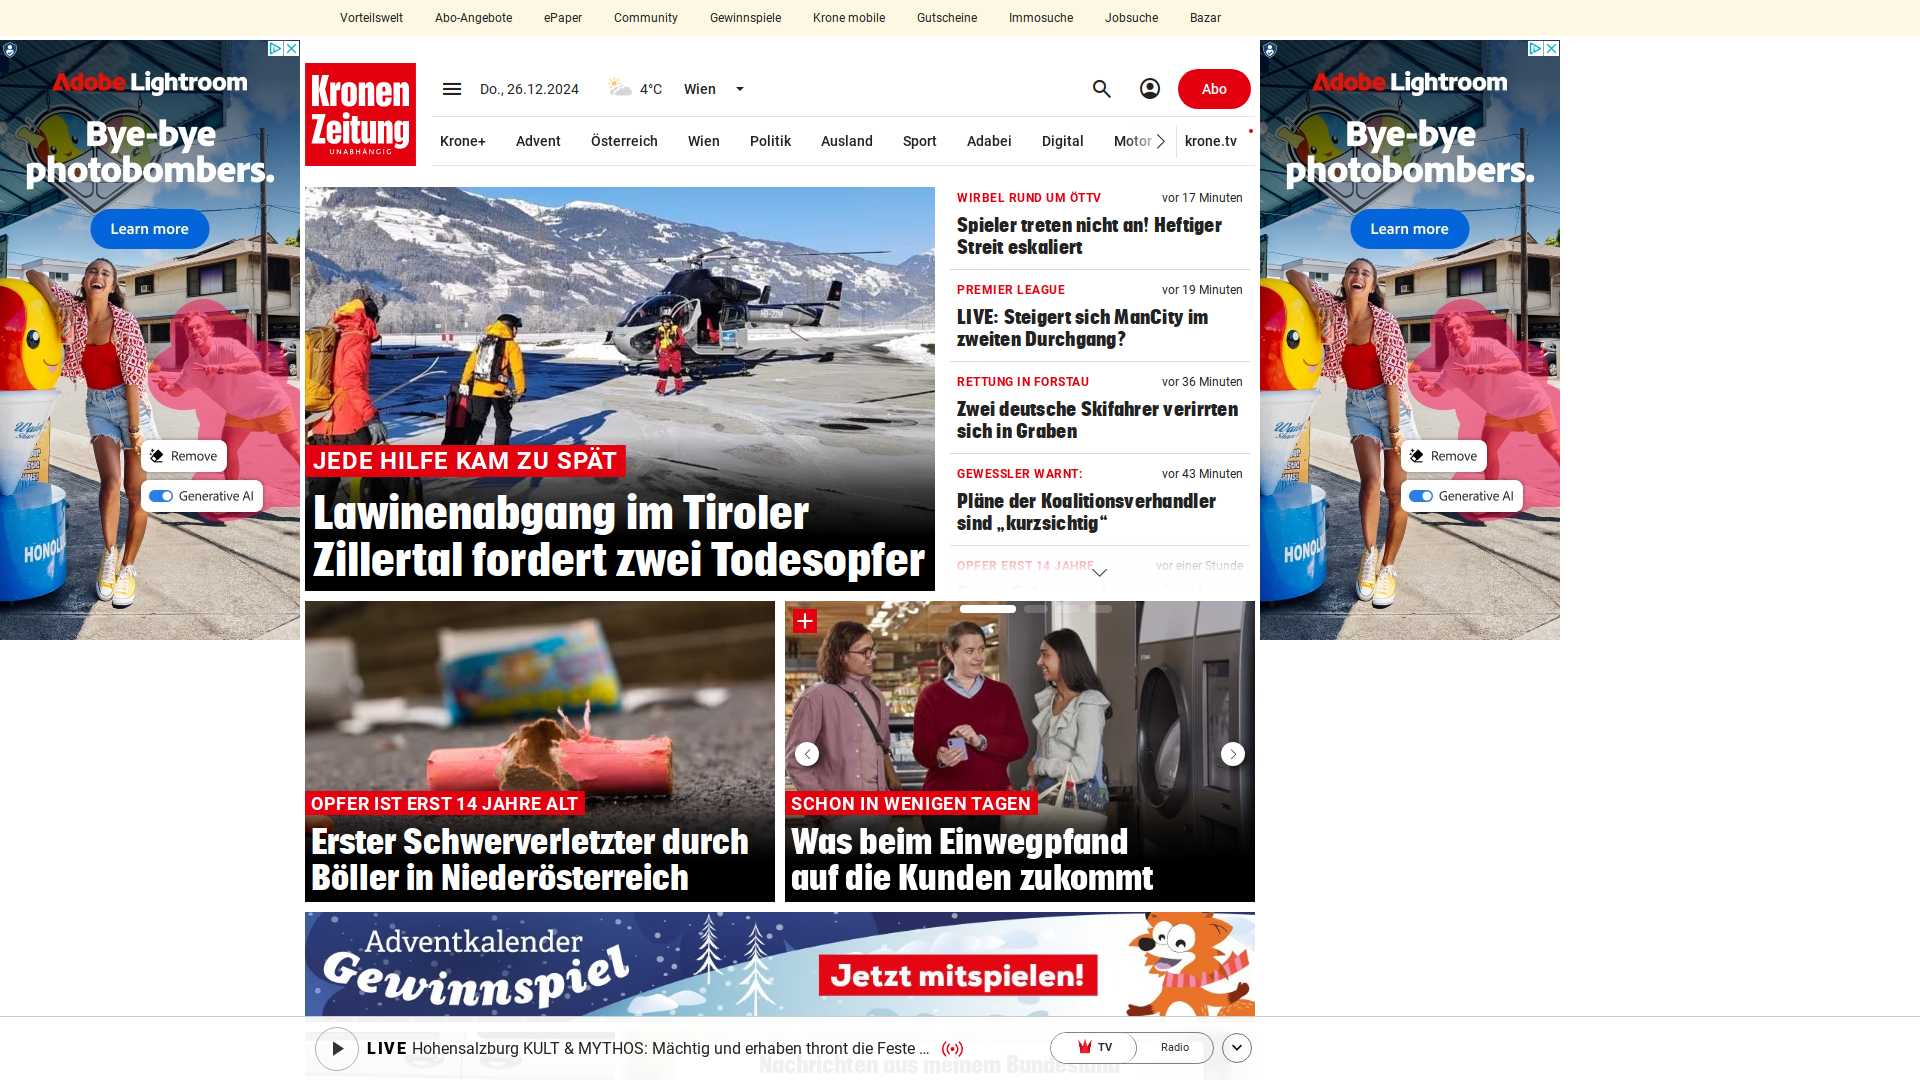 Vorteilswelt Abo-Angebote ePaper Community Gewinnspiele Krone mobile Gutscheine Immosuche Jobsuche Bazar
Adobe Lightroom
Bye-bye
photobombers.
Learn more
Remove
Generative AI
HONOL
Kronen
Zeitung
UNABHÄNGIG
Do., 26.12.2024
4°C
Wien
Abo
Krone+ Advent Österreich Wien Politik Ausland Sport Adabei Digital Motor krone.tv
JEDE HILFE KAM ZU SPÄT
Lawinenabgang im Tiroler
Zillertal fordert zwei Todesopfer
WIRBEL RUND UM ÖTTV
vor 17 Minuten
Spieler treten nicht an! Heftiger
Streit eskaliert
PREMIER LEAGUE
vor 19 Minuten
LIVE: Steigert sich ManCity im
zweiten Durchgang?
RETTUNG IN FORSTAU
vor 36 Minuten
Zwei deutsche Skifahrer verirrten
sich in Graben
GEWESSLER WARNT:
vor 43 Minuten
Pläne der Koalitionsverhandler
sind „kurzsichtig“
OPFER ERST 14 JAHRE
vor einer Stunde
Adobe Lightroom
Bye-bye
photobombers.
Learn more
Remove
Generative AI
HONOL
OPFER IST ERST 14 JAHRE ALT
Erster Schwerverletzter durch
Böller in Niederösterreich
SCHON IN WENIGEN TAGEN
Was beim Einwegpfand
auf die Kunden zukommt
Adventkalender
Gewinnspiel
Jetzt mitspielen!
LIVE Hohensalzburg KULT & MYTHOS: Mächtig und erhaben thront die Feste ...
TV
Radio
Nachrichten aus meinem Bundesland